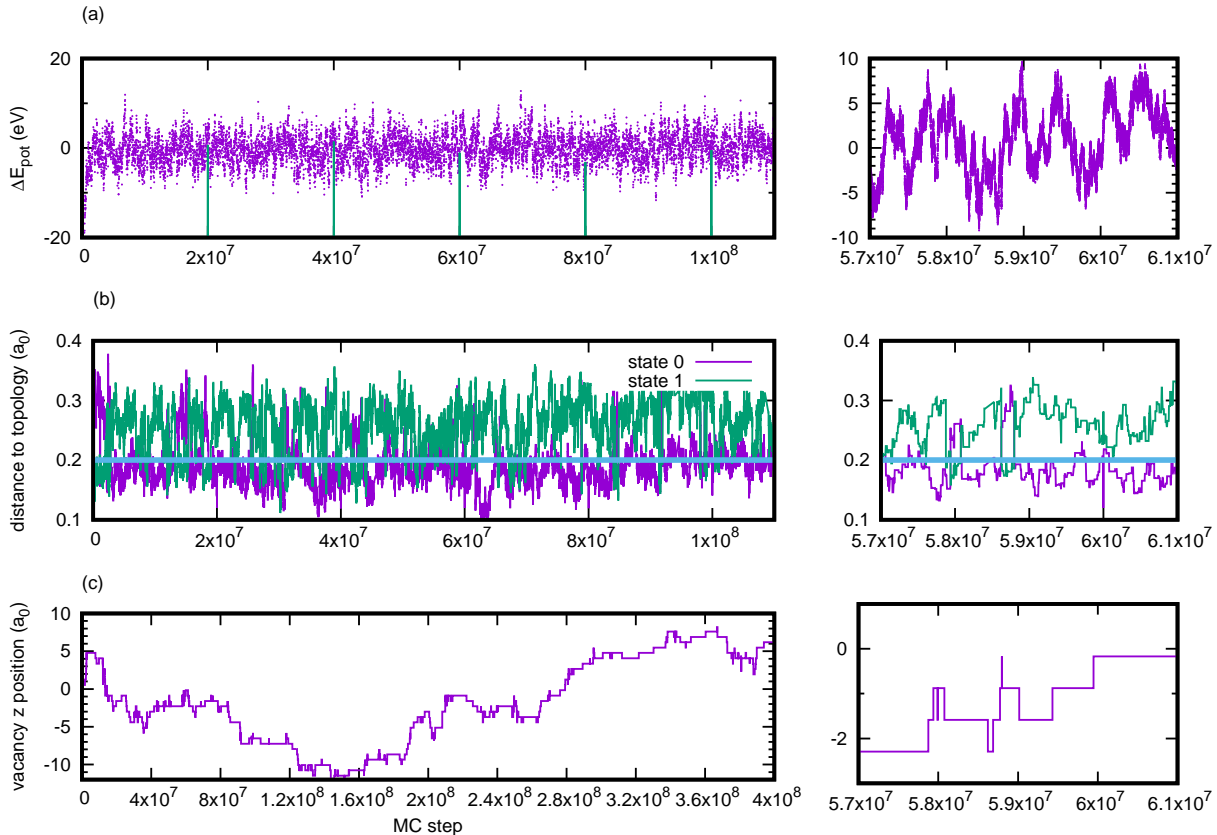 (a)
ΔE_pot (eV)
20
10
0
-10
-20
0
2x10^7
4x10^7
6x10^7
8x10^7
1x10^8
10
5
0
-5
-10
5.7x10^7
5.8x10^7
5.9x10^7
6x10^7
6.1x10^7
(b)
distance to topology (a_0)
0.4
0.3
0.2
0.1
state 0
state 1
0
2x10^7
4x10^7
6x10^7
8x10^7
1x10^8
0.4
0.3
0.2
0.1
5.7x10^7
5.8x10^7
5.9x10^7
6x10^7
6.1x10^7
(c)
vacancy z position (a_0)
10
5
0
-5
-10
0
4x10^7
8x10^7
1.2x10^8
1.6x10^8
2x10^8
2.4x10^8
2.8x10^8
3.2x10^8
3.6x10^8
4x10^8
MC step
0
-2
5.7x10^7
5.8x10^7
5.9x10^7
6x10^7
6.1x10^7